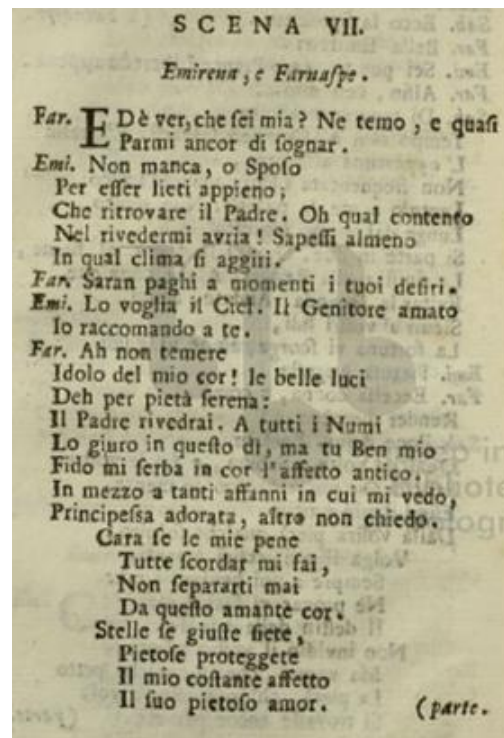 SCENA VII.
Emirena, e Farnaſpe.
Far. E Dè ver, che ſei mia? Ne temo, e quaſi
Parmi ancor di ſognar.
Emi. Non manca, o Spoſo
Per eſſer lieti appieno;
Che ritrovare il Padre. Oh qual contento
Nel rivedermi avria! Sapeſſi almeno
In qual clima ſi aggiri.
Far. Saran paghi a momenti i tuoi deſiri.
Emi. Lo voglia il Ciel. Il Genitore amato
Io raccomando a te.
Far. Ah non temere
Idolo del mio cor! le belle luci
Deh per pietà ſerena:
Il Padre rivedrai. A tutti i Numi
Lo giuro in queſto dì, ma tu Ben mio
Fido mi ſerba in cor l'affetto antico.
In mezzo a tanti affanni in cui mi vedo,
Principeſsa adorata, altro non chiedo.
Cara ſe le mie pene
Tutte ſcordar mi fai,
Non ſepararti mai
Da queſto amante cor.
Stelle ſe giuſte ſiete,
Pietoſe proteggete
Il mio coſtante affetto
Il ſuo pietoſo amor. (parte.